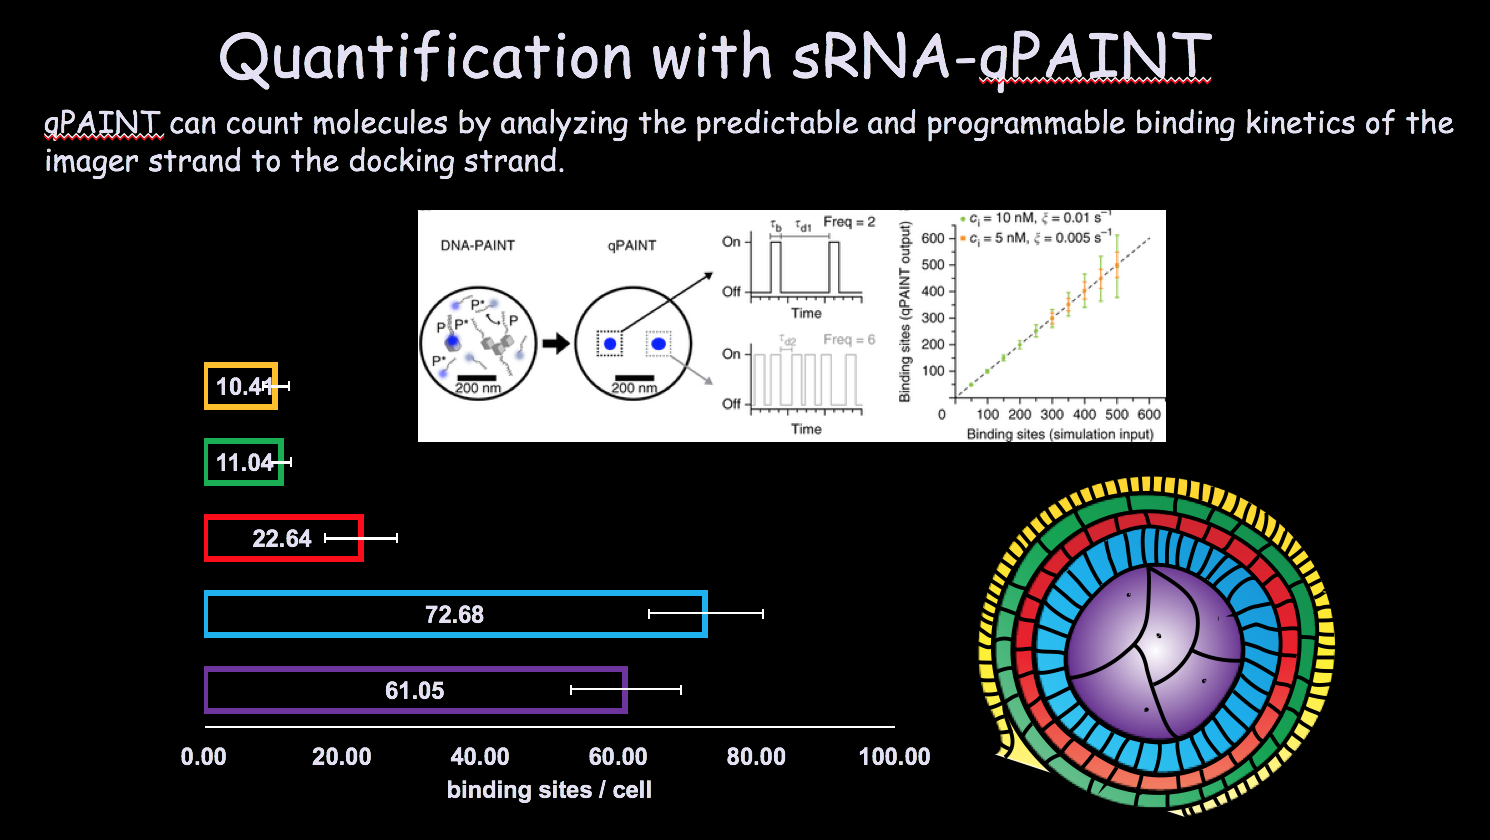 Quantification with sRNA-qPAINT
qPAINT can count molecules by analyzing the predictable and programmable binding kinetics of the
imager strand to the docking strand.
DNA-PAINT
qPAINT
P*
P
P*
P
P*
200 nm
200 nm
τb
τd1
Freq = 2
On
Off
Time
τd2
Freq = 6
On
Off
Time
cᵢ = 10 nM, ξ = 0.01 s⁻¹
cᵢ = 5 nM, ξ = 0.005 s⁻¹
Binding sites (qPAINT output)
600
500
400
300
200
100
0 100 200 300 400 500 600
Binding sites (simulation input)
10.41
11.04
22.64
72.68
61.05
0.00 20.00 40.00 60.00 80.00 100.00
binding sites / cell